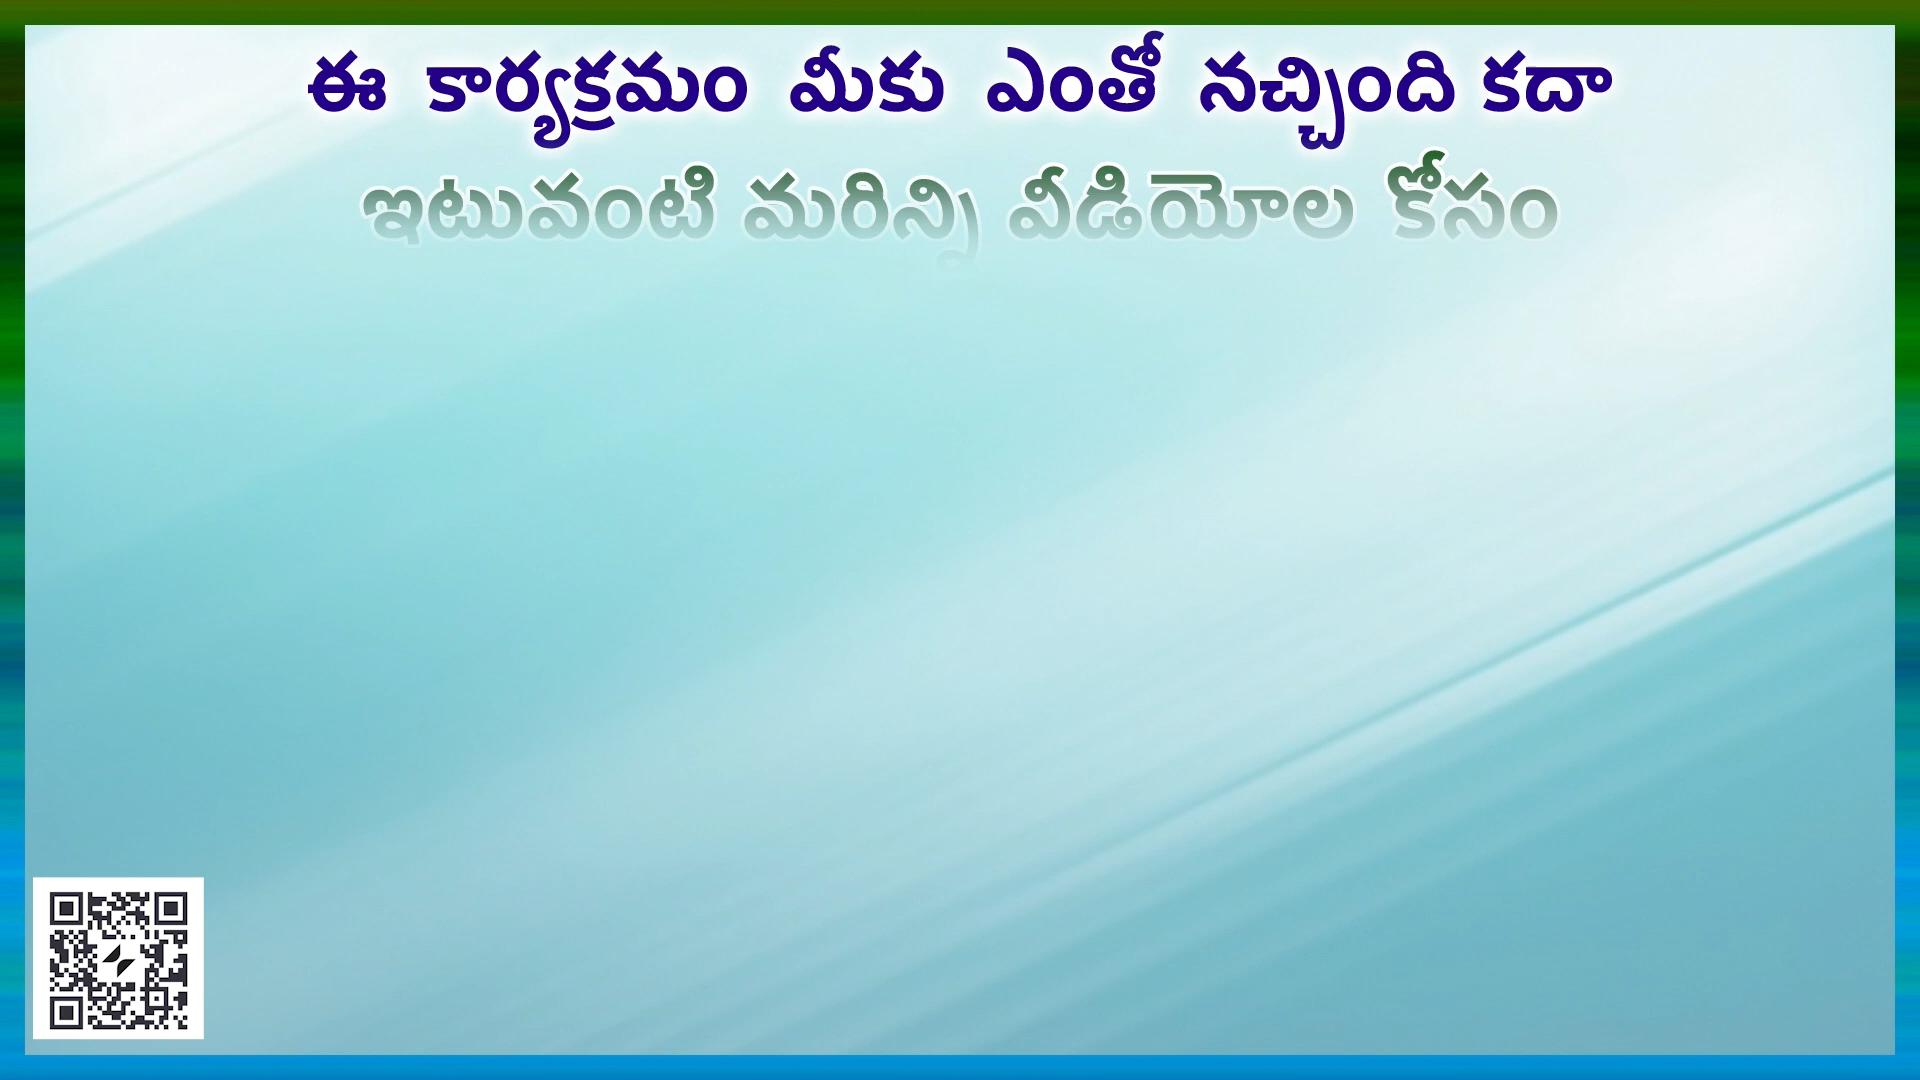 ఈ కార్యక్రమం మీకు ఎంతో నచ్చింది కదా
ఇటువంటి మరిన్ని వీడియోల కోసం